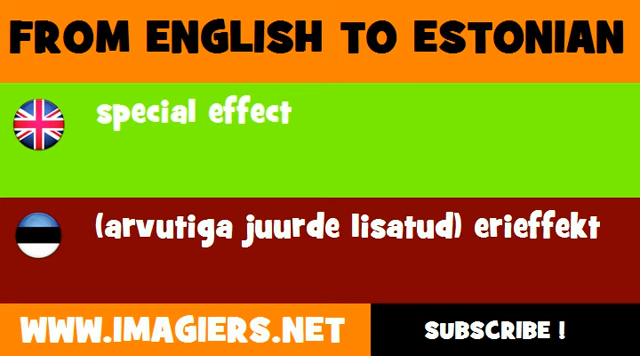 FROM ENGLISH TO ESTONIAN
special effect
(arvutiga juurde lisatud) erieffekt
WWW.IMAGIERS.NET
SUBSCRIBE !